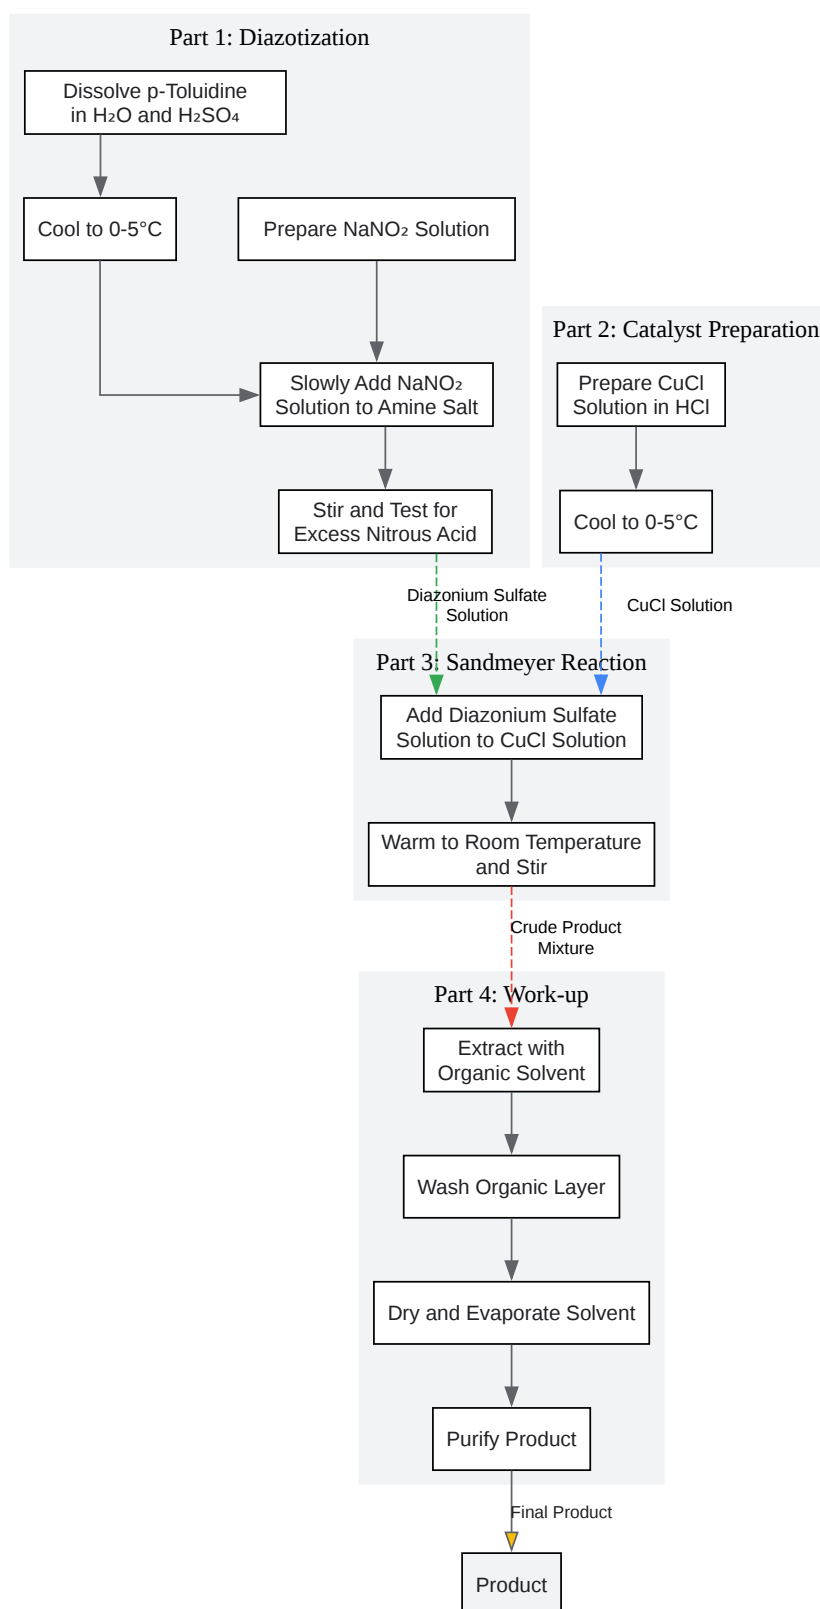 Part 1: Diazotization
Dissolve p-Toluidine
in H₂O and H₂SO₄
Cool to 0-5°C
Prepare NaNO₂ Solution
Slowly Add NaNO₂
Solution to Amine Salt
Stir and Test for
Excess Nitrous Acid
Part 2: Catalyst Preparation
Prepare CuCl
Solution in HCl
Cool to 0-5°C
Diazonium Sulfate
Solution
CuCl Solution
Part 3: Sandmeyer Reaction
Add Diazonium Sulfate
Solution to CuCl Solution
Warm to Room Temperature
and Stir
Crude Product
Mixture
Part 4: Work-up
Extract with
Organic Solvent
Wash Organic Layer
Dry and Evaporate Solvent
Purify Product
Final Product
Product